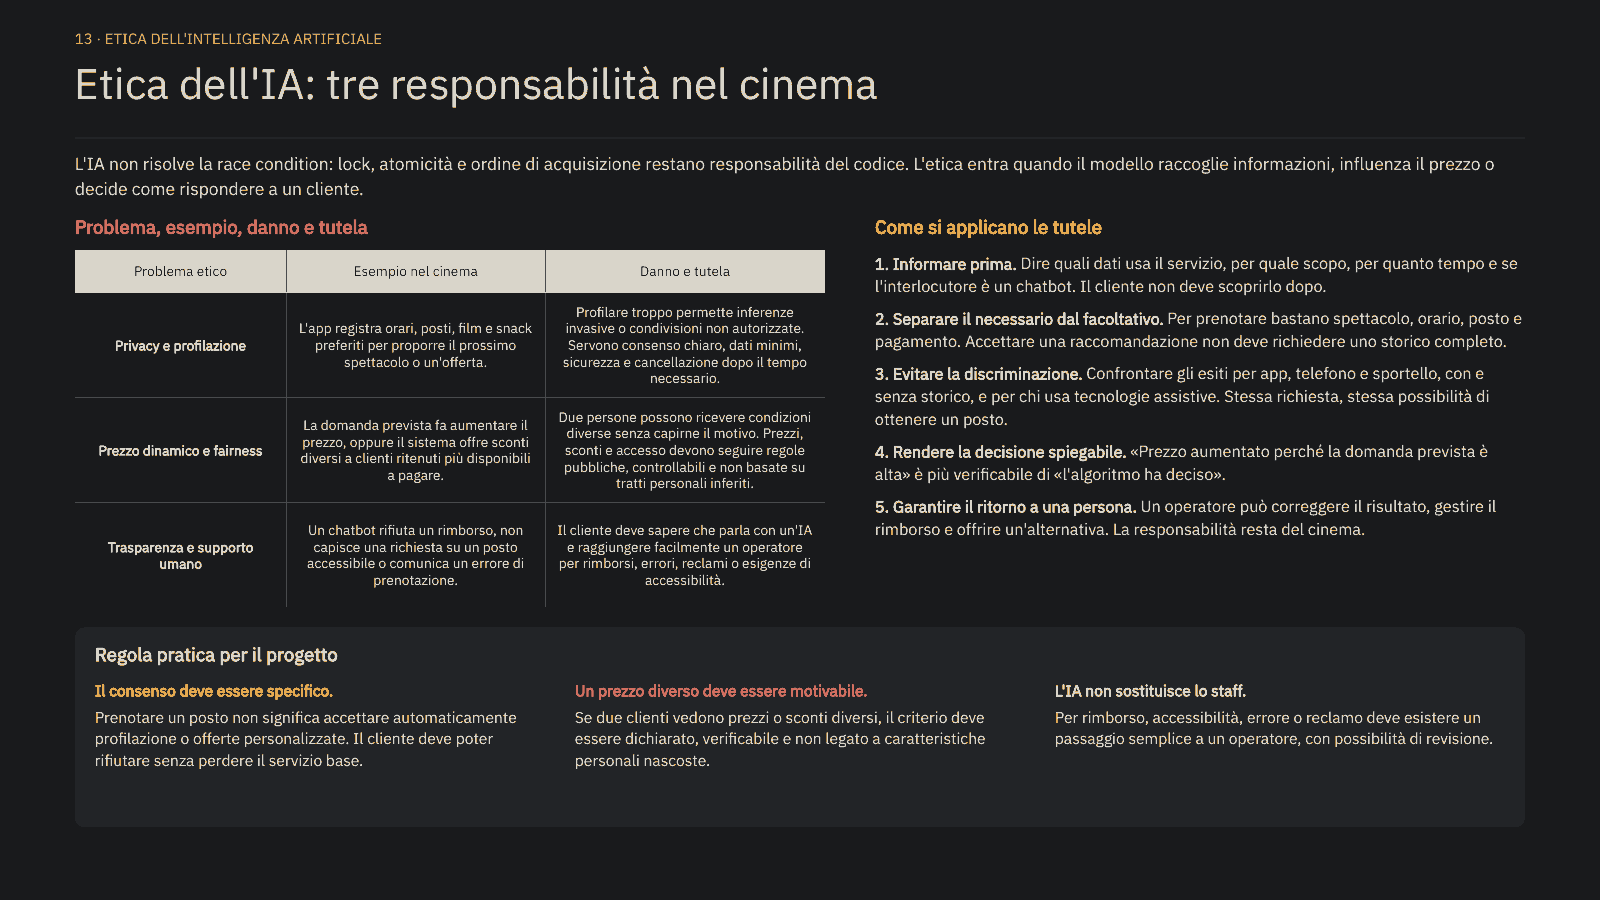 13 · ETICA DELL'INTELLIGENZA ARTIFICIALE
Etica dell'IA: tre responsabilità nel cinema
L'IA non risolve la race condition: lock, atomicità e ordine di acquisizione restano responsabilità del codice. L'etica entra quando il modello raccoglie informazioni, influenza il prezzo o
decide come rispondere a un cliente.
Problema, esempio, danno e tutela
Problema etico
Esempio nel cinema
Danno e tutela
Privacy e profilazione
L'app registra orari, posti, film e snack
preferiti per proporre il prossimo
spettacolo o un'offerta.
Profilare troppo permette inferenze
invasive o condivisioni non autorizzate.
Servono consenso chiaro, dati minimi,
sicurezza e cancellazione dopo il tempo
necessario.
Prezzo dinamico e fairness
La domanda prevista fa aumentare il
prezzo, oppure il sistema offre sconti
diversi a clienti ritenuti più disponibili
a pagare.
Due persone possono ricevere condizioni
diverse senza capirne il motivo. Prezzi,
sconti e accesso devono seguire regole
pubbliche, controllabili e non basate su
tratti personali inferiti.
Trasparenza e supporto
umano
Un chatbot rifiuta un rimborso, non
capisce una richiesta su un posto
accessibile o comunica un errore di
prenotazione.
Il cliente deve sapere che parla con un'IA
e raggiungere facilmente un operatore
per rimborsi, errori, reclami o esigenze di
accessibilità.
Come si applicano le tutele
1. Informare prima. Dire quali dati usa il servizio, per quale scopo, per quanto tempo e se
l'interlocutore è un chatbot. Il cliente non deve scoprirlo dopo.
2. Separare il necessario dal facoltativo. Per prenotare bastano spettacolo, orario, posto e
pagamento. Accettare una raccomandazione non deve richiedere uno storico completo.
3. Evitare la discriminazione. Confrontare gli esiti per app, telefono e sportello, con e
senza storico, e per chi usa tecnologie assistive. Stessa richiesta, stessa possibilità di
ottenere un posto.
4. Rendere la decisione spiegabile. «Prezzo aumentato perché la domanda prevista è
alta» è più verificabile di «l'algoritmo ha deciso».
5. Garantire il ritorno a una persona. Un operatore può correggere il risultato, gestire il
rimborso e offrire un'alternativa. La responsabilità resta del cinema.
Regola pratica per il progetto
Il consenso deve essere specifico.
Prenotare un posto non significa accettare automaticamente
profilazione o offerte personalizzate. Il cliente deve poter
rifiutare senza perdere il servizio base.
Un prezzo diverso deve essere motivabile.
Se due clienti vedono prezzi o sconti diversi, il criterio deve
essere dichiarato, verificabile e non legato a caratteristiche
personali nascoste.
L'IA non sostituisce lo staff.
Per rimborso, accessibilità, errore o reclamo deve esistere un
passaggio semplice a un operatore, con possibilità di revisione.